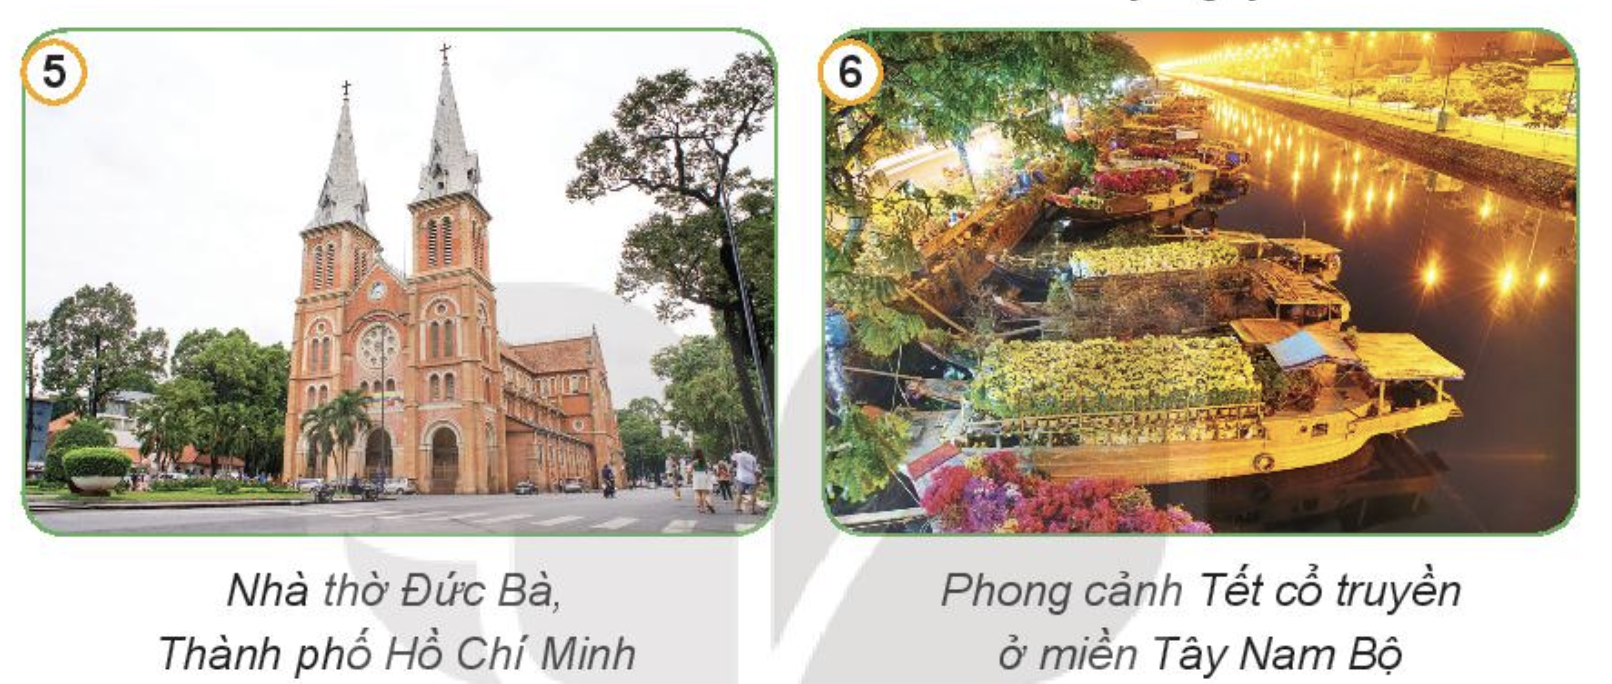 5
6
Nhà thờ Đức Bà,
Thành phố Hồ Chí Minh
Phong cảnh Tết cổ truyền
ở miền Tây Nam Bộ